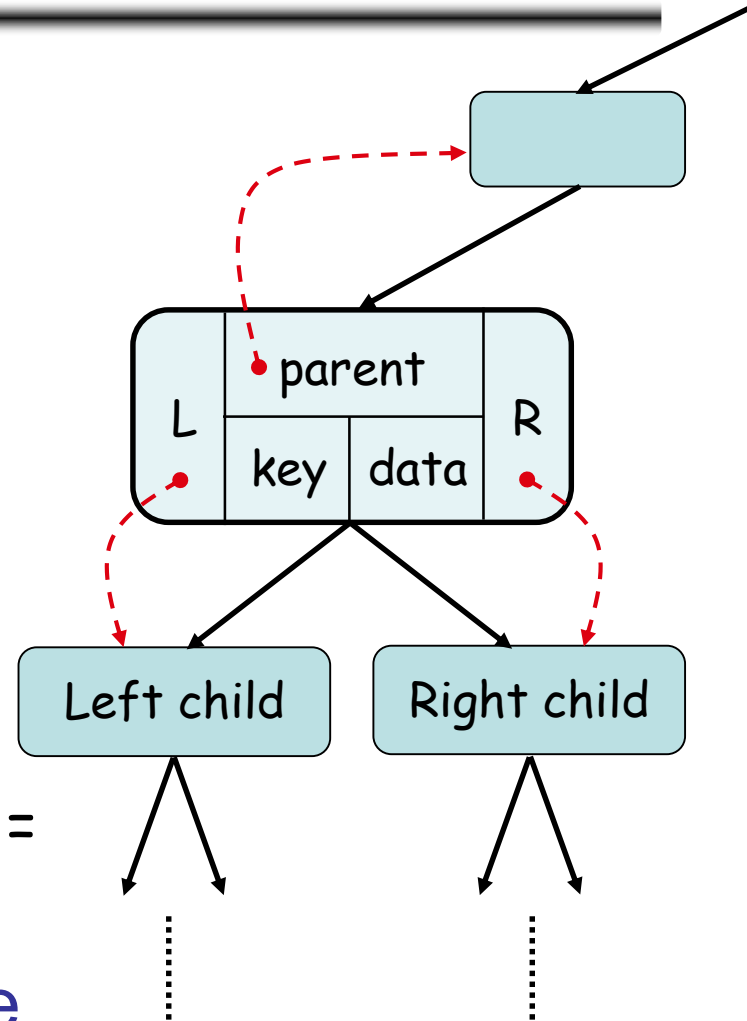 parent
L
R
key data
Left child
Right child
=
e